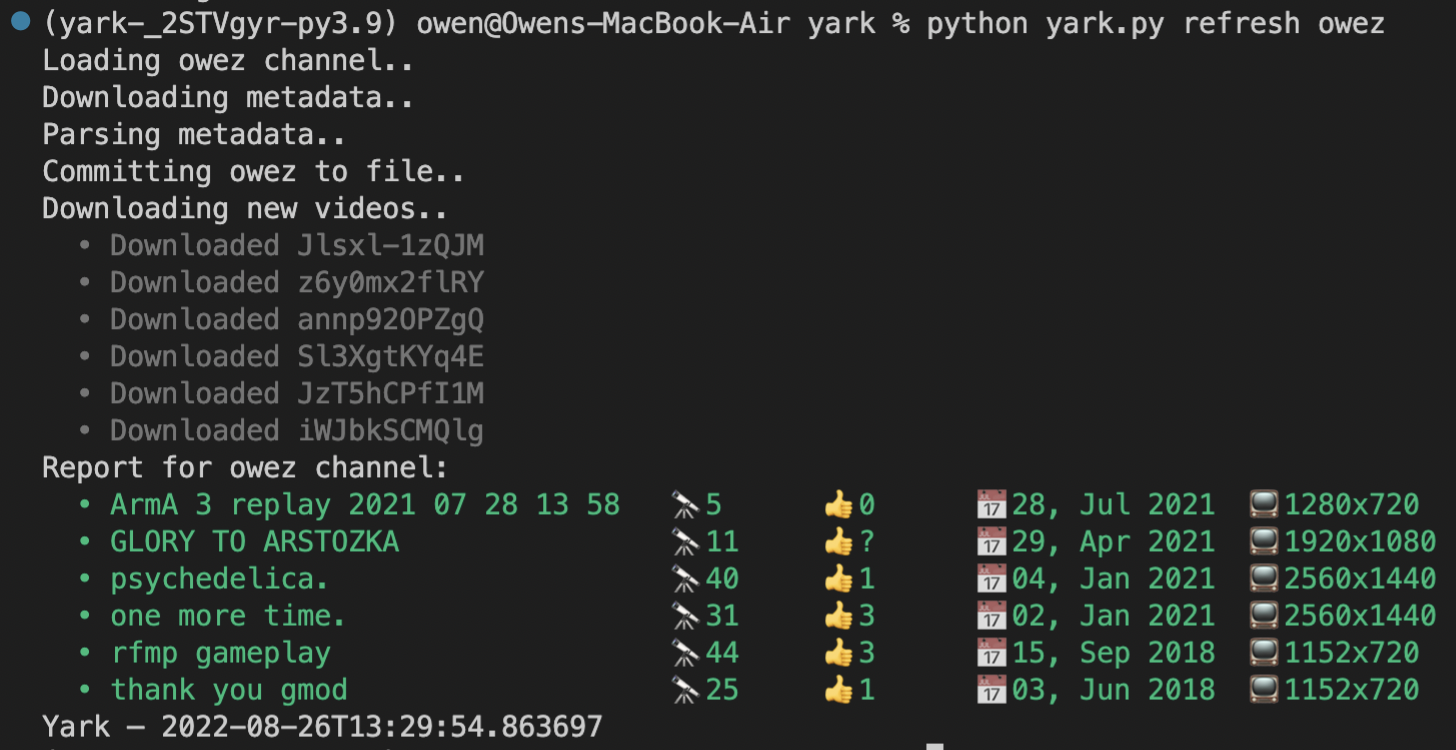 (yark-_2STVgyr-py3.9) owen@Owens-MacBook-Air yark % python yark.py refresh owez
Loading owez channel..
Downloading metadata..
Parsing metadata..
Committing owez to file..
Downloading new videos..
• Downloaded Jlsxl-1zQJM
• Downloaded z6y0mx2flRY
• Downloaded annp92OPZgQ
• Downloaded Sl3XgtKYq4E
• Downloaded JzT5hCPfI1M
• Downloaded iWJbkSCMQlg
Report for owez channel:
• ArmA 3 replay 2021 07 28 13 58 🔭5 👍0 📅28, Jul 2021 📺1280x720
• GLORY TO ARSTOZKA 🔭11 👍? 📅29, Apr 2021 📺1920x1080
• psychedelica. 🔭40 👍1 📅04, Jan 2021 📺2560x1440
• one more time. 🔭31 👍3 📅02, Jan 2021 📺2560x1440
• rfmp gameplay 🔭44 👍3 📅15, Sep 2018 📺1152x720
• thank you gmod 🔭25 👍1 📅03, Jun 2018 📺1152x720
Yark – 2022-08-26T13:29:54.863697